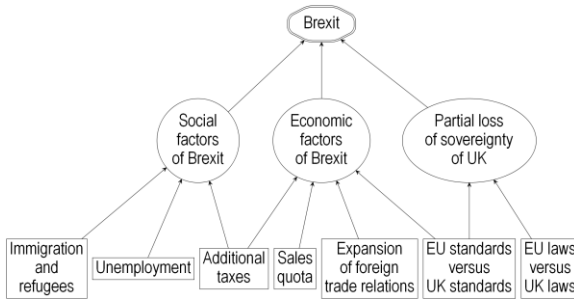 Brexit
Social
factors
of Brexit
Economic
factors
of Brexit
Partial loss
of sovereignty
of UK
Immigration
and
refugees
Unemployment
Additional
taxes
Sales
quota
Expansion
of foreign
trade relations
EU standards
versus
UK standards
EU laws
versus
UK laws